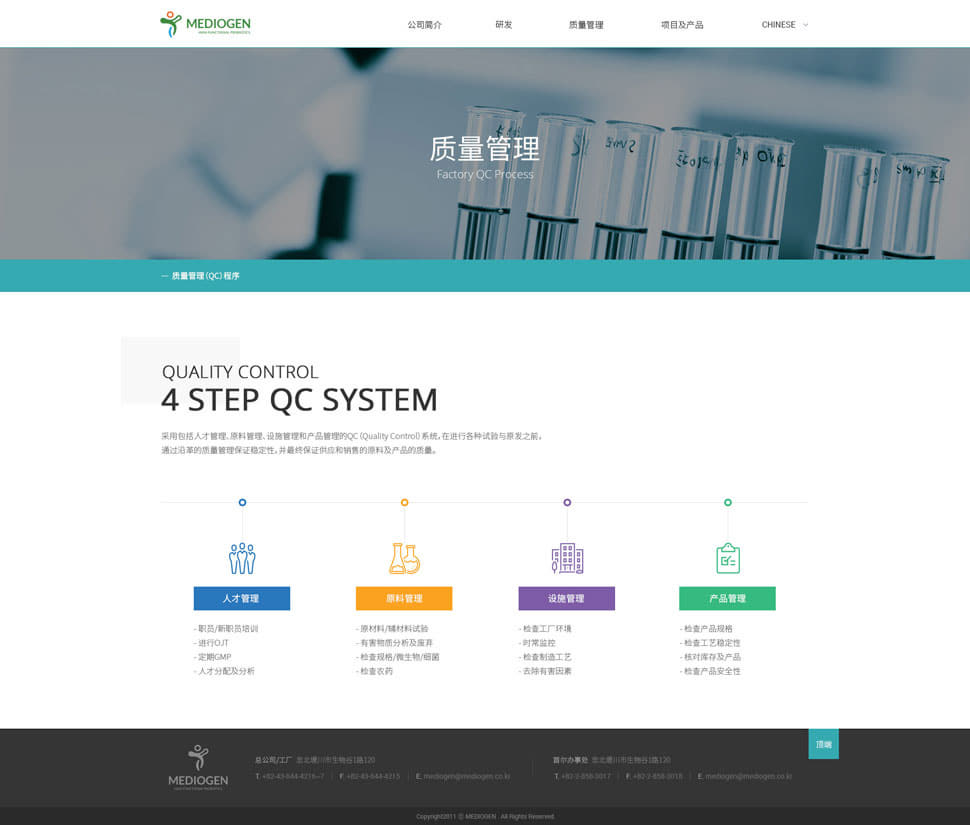 MEDIOGEN
公司简介
研发
质量管理
项目及产品
CHINESE
质量管理
Factory QC Process
— 质量管理 (QC) 程序
QUALITY CONTROL
4 STEP QC SYSTEM
采用包括人才管理、原料管理、设施管理和产品管理的QC (Quality Control) 系统,在进行各种试验与原发之前,
通过沿革的质量管理保证稳定性,并最终保证供应和销售的原料及产品的质量。
人才管理
- 职员/新职员培训
- 进行OJT
- 定期GMP
- 人才分配及分析
原料管理
- 原材料/辅材料试验
- 有害物质分析及废弃
- 检查规格/微生物/细菌
- 检查农药
设施管理
- 检查工厂环境
- 时常监控
- 检查制造工艺
- 去除有害因素
产品管理
- 检查产品规格
- 检查工艺稳定性
- 核对库存及产品
- 检查产品安全性
顶端
MEDIOGEN
总公司/工厂 忠北堤川市生物谷1路120
T. +82-43-644-4216~7 F. +82-43-644-4215 E. mediogen@mediogen.co.kr
首尔办事处 忠北堤川市生物谷1路120
T. +82-2-858-3017 F. +82-2-858-3018 E. mediogen@mediogen.co.kr
Copyright2011 ⓒ MEDIOGEN . All Rights Reserved.